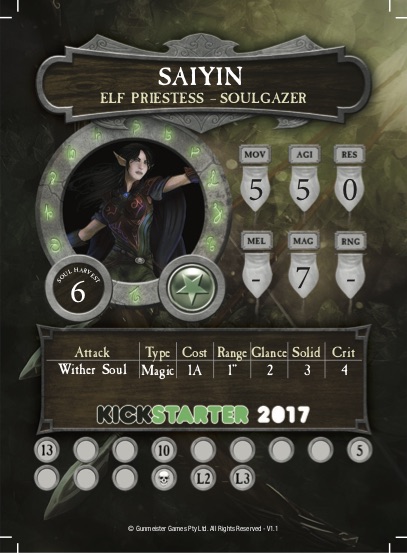 SAIYIN
ELF PRIESTESS - SOULGAZER
MOV AGI RES
5 5 0
MEL MAG RNG
- 7 -
SOUL HARVEST
6
Attack Type Cost Range Glance Solid Crit
Wither Soul Magic 1A 1" 2 3 4
KICKSTARTER 2017
13 10 5
L2 L3
© Gunmeister Games Pty Ltd. All Rights Reserved - V1.1